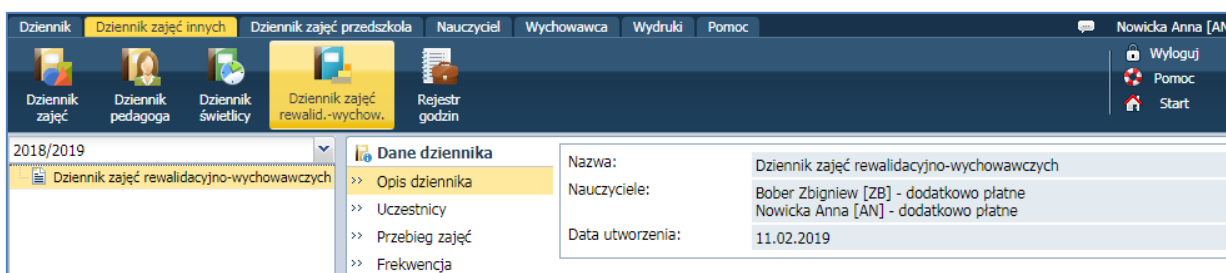 Dziennik Dziennik zajęć innych Dziennik zajęć przedszkola Nauczyciel Wychowawca Wydruki Pomoc Nowicka Anna [AN
Dziennik zajęć
Dziennik pedagoga
Dziennik świetlicy
Dziennik zajęć rewalid.-wychow.
Rejestr godzin
Wyloguj
Pomoc
Start
2018/2019
Dziennik zajęć rewalidacyjno-wychowawczych
Dane dziennika
Opis dziennika
Uczestnicy
Przebieg zajęć
Frekwencja
Nazwa: Dziennik zajęć rewalidacyjno-wychowawczych
Nauczyciele: Bober Zbigniew [ZB] - dodatkowo płatne
Nowicka Anna [AN] - dodatkowo płatne
Data utworzenia: 11.02.2019